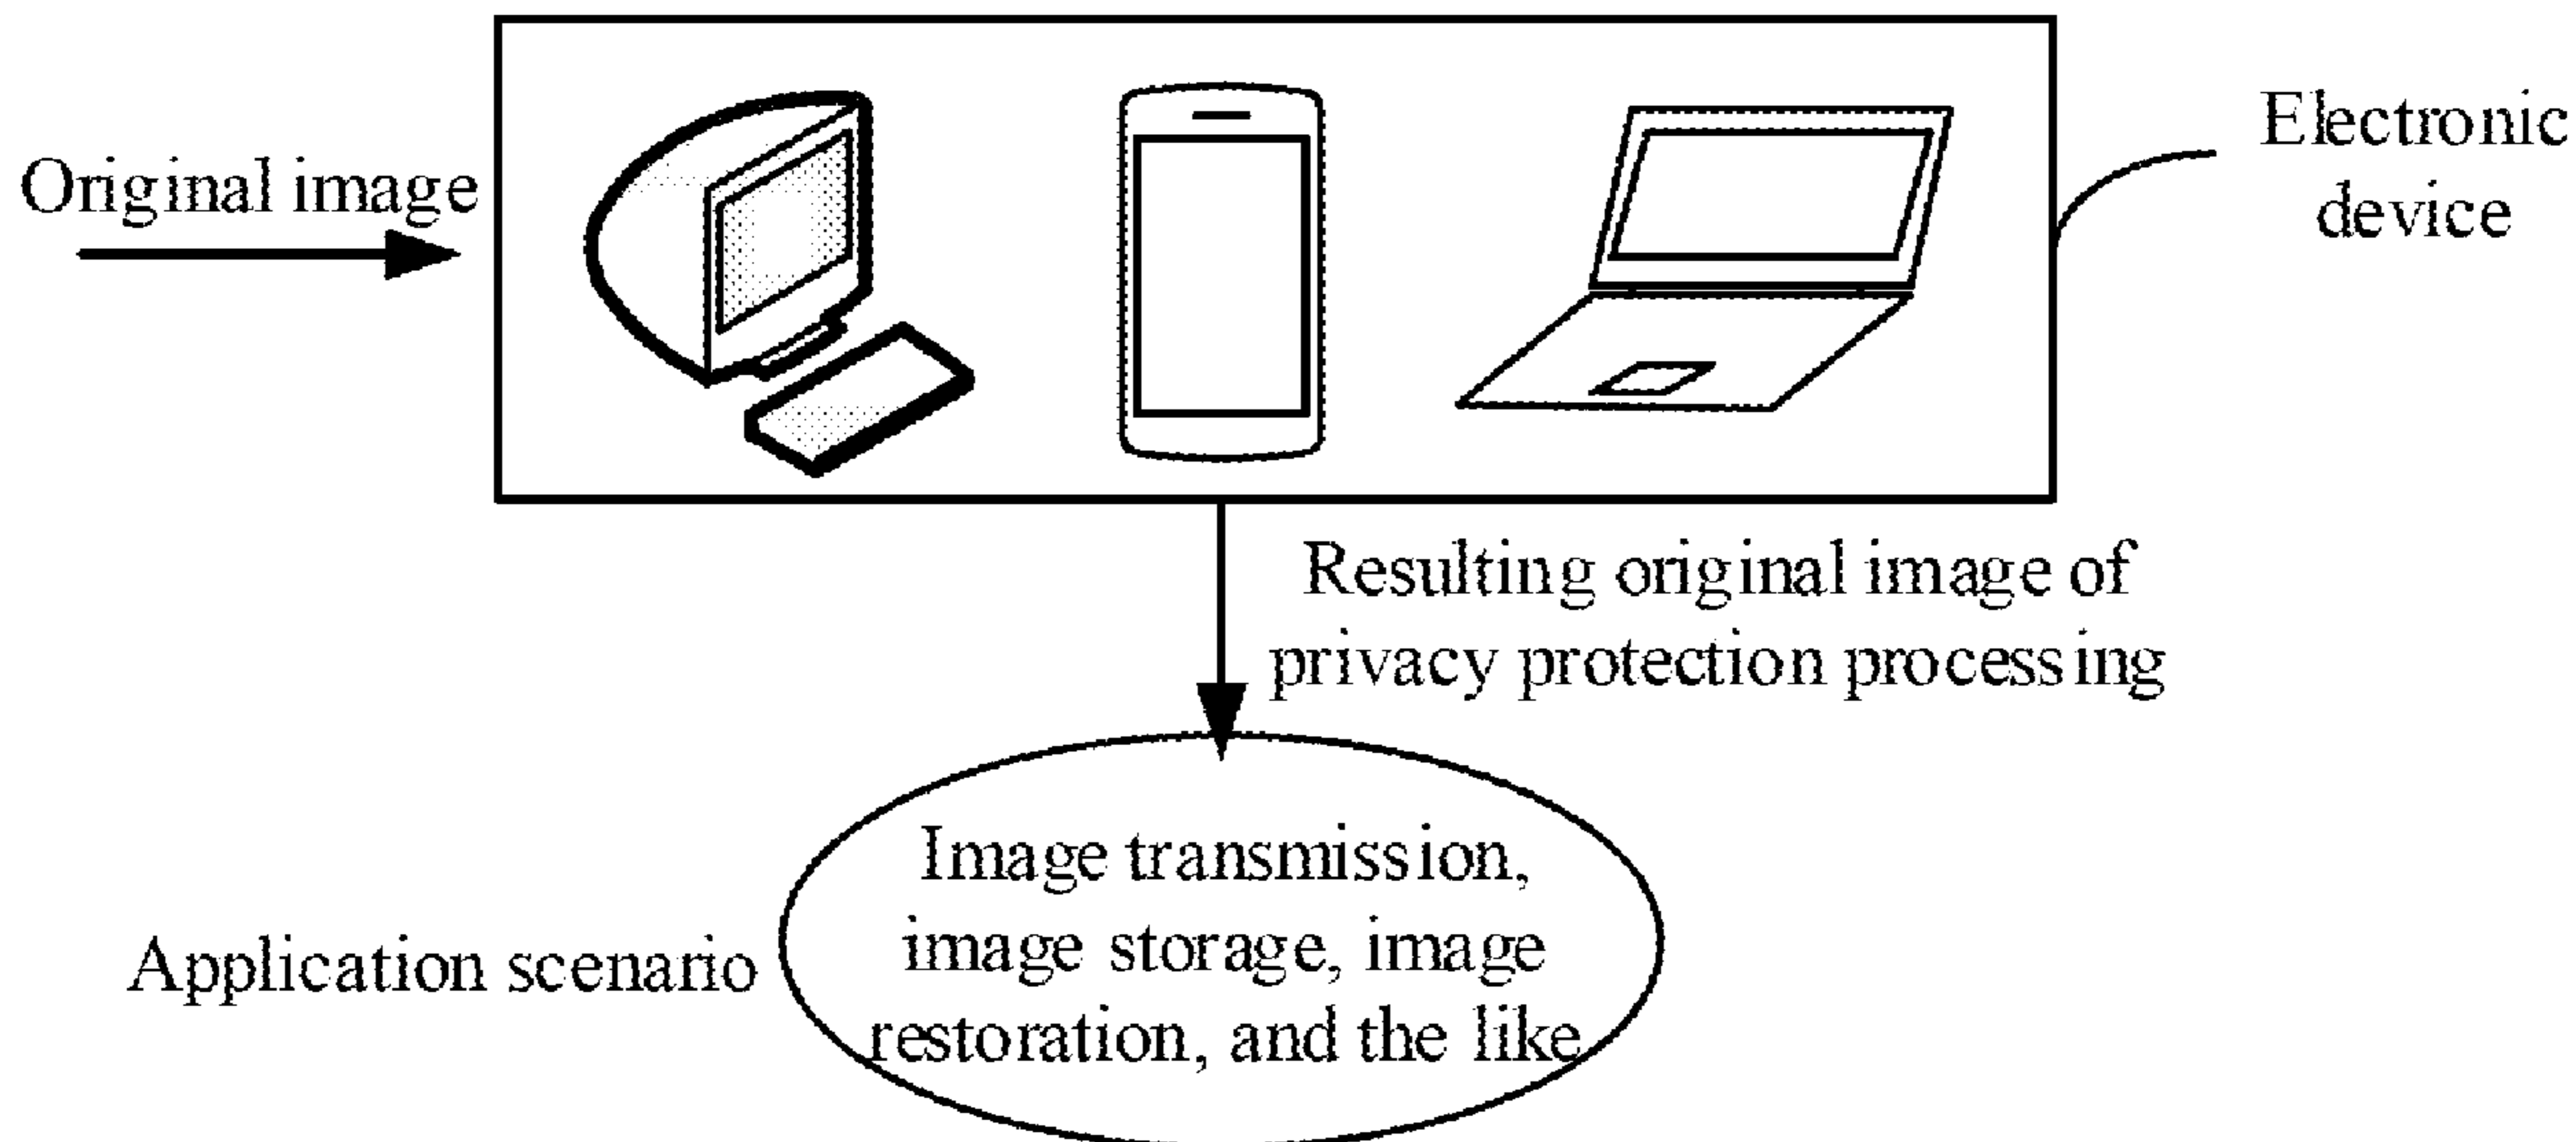 Original image
Electronic
device
Resulting original image of
privacy protection processing
Application scenario
Image transmission,
image storage, image
restoration, and the like